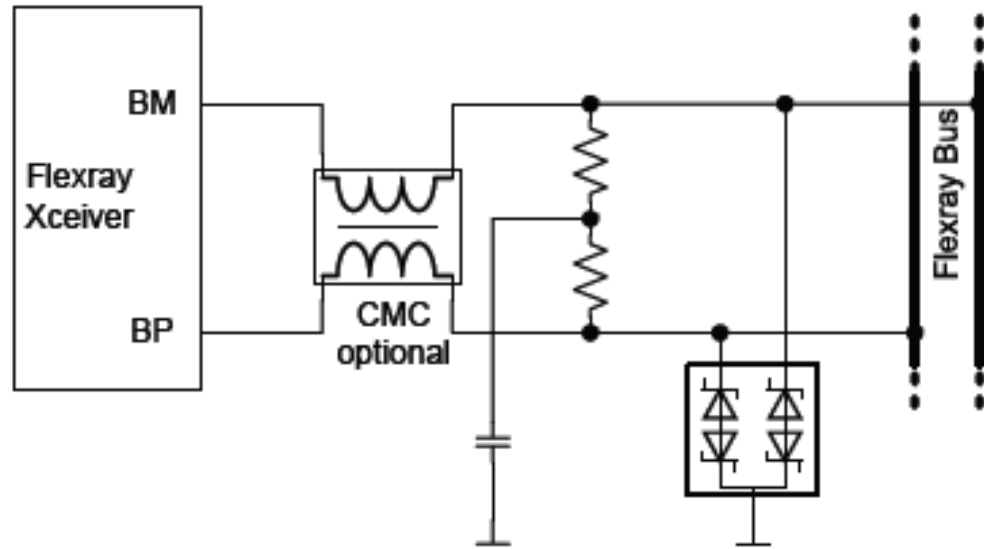 BM
Flexray
Xceiver
BP
CMC
optional
Flexray Bus